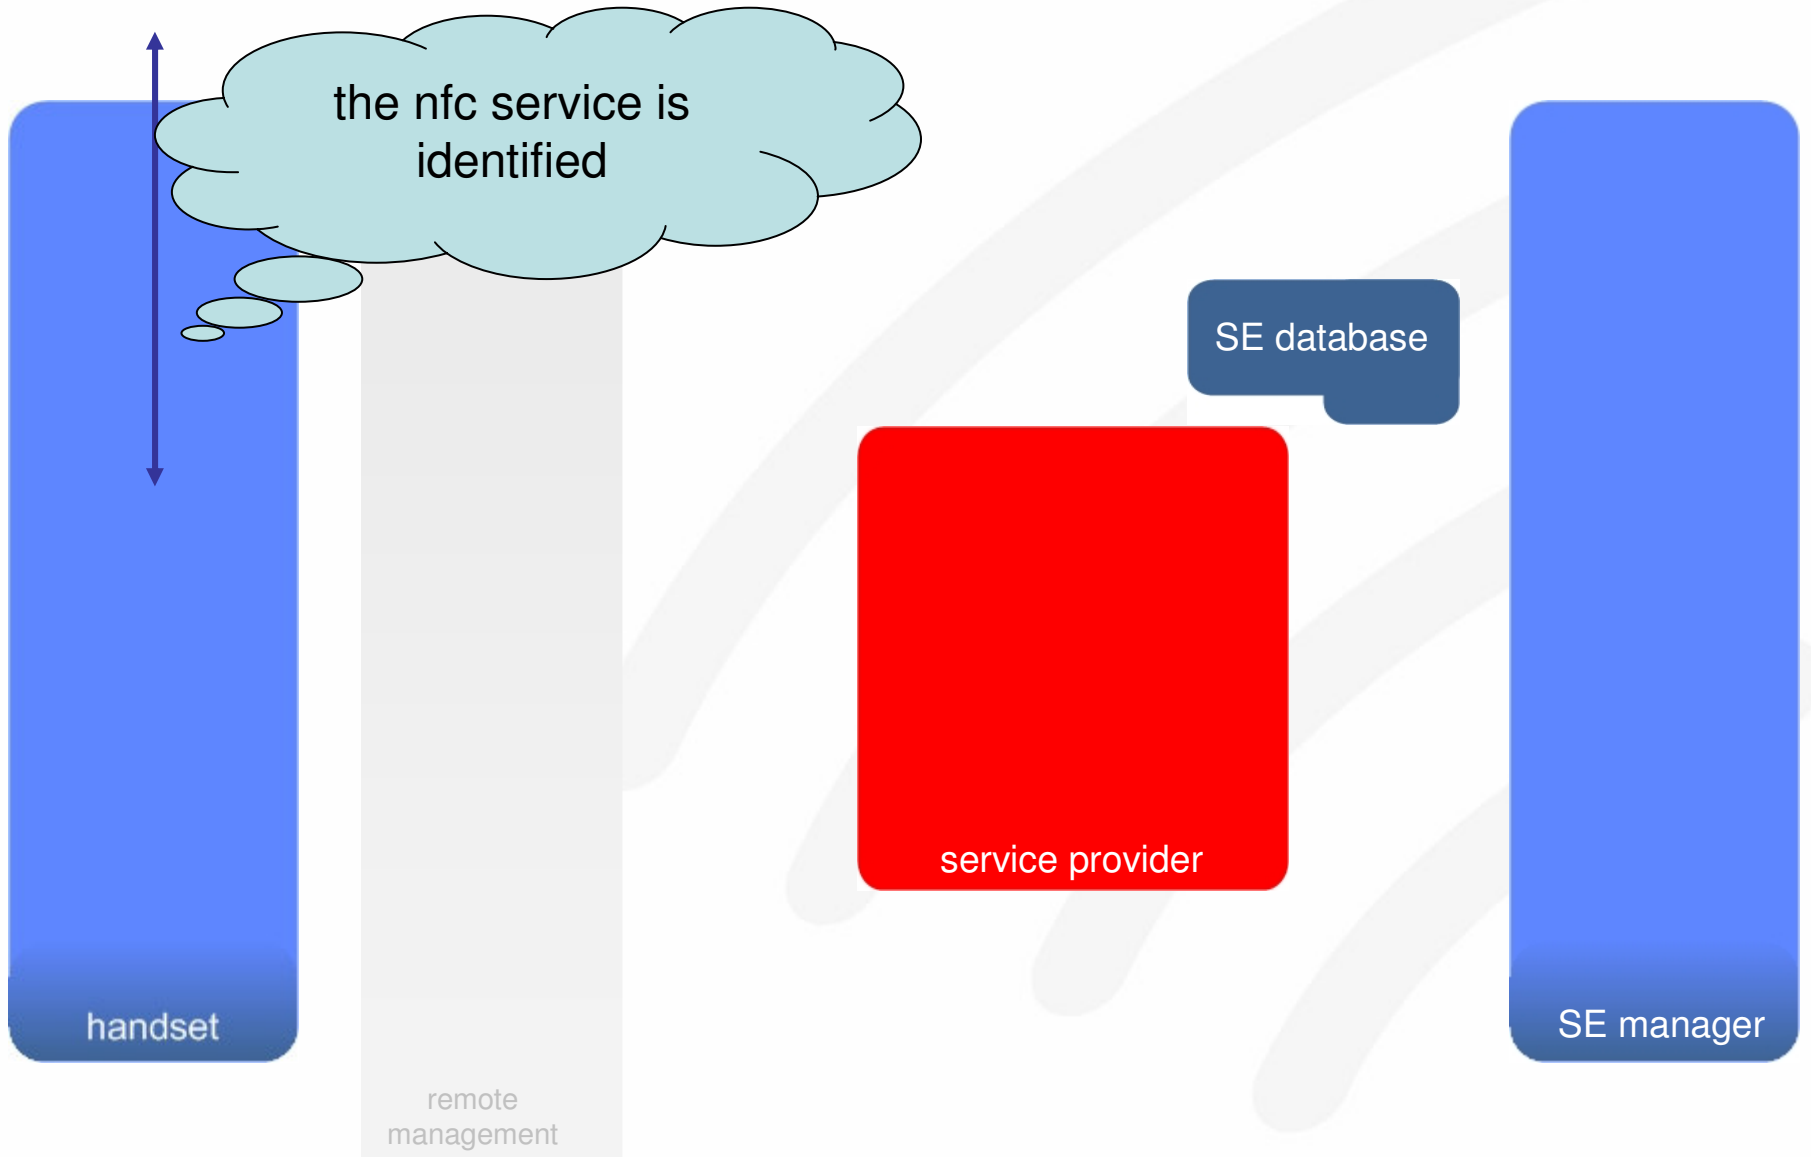 the nfc service is
identified
SE database
service provider
handset
SE manager
remote
management